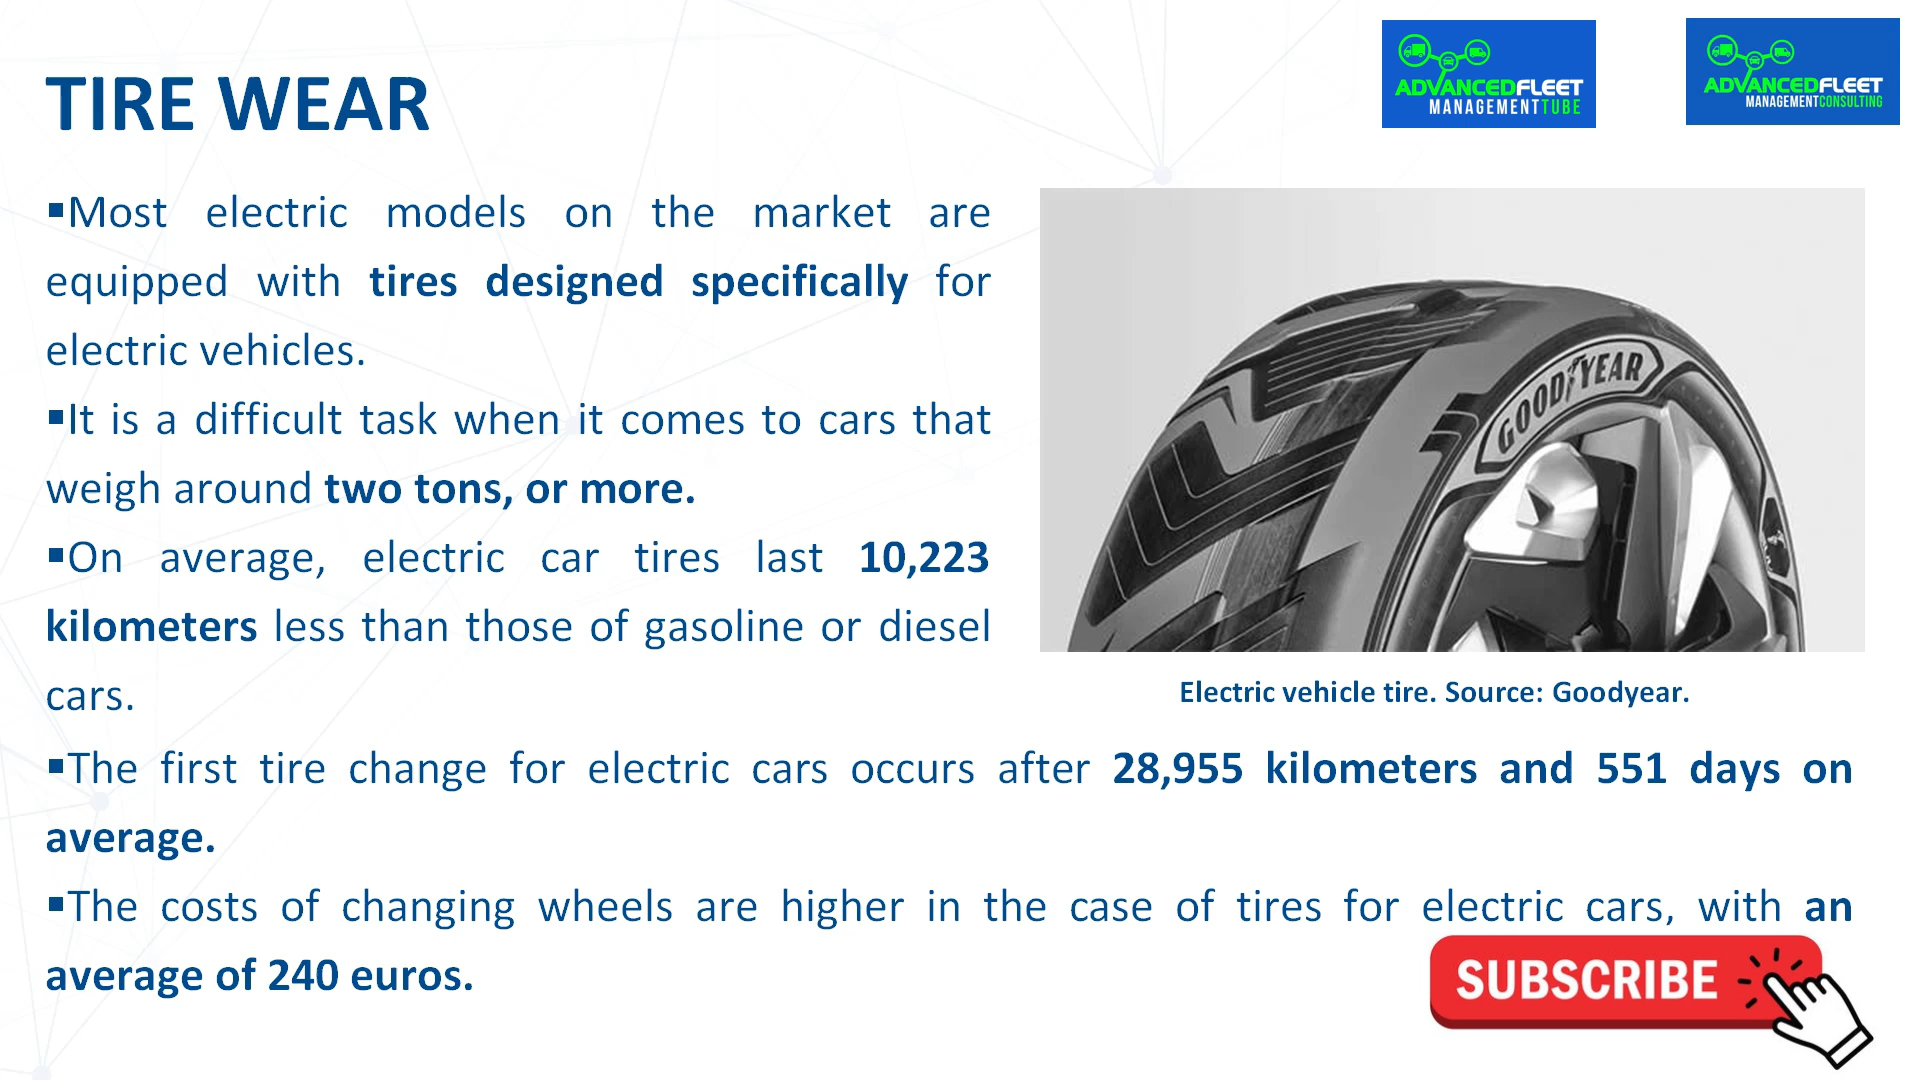 TIRE WEAR
ADVANCEDFLEET
MANAGEMENTTUBE
ADVANCEDFLEET
MANAGEMENTCONSULTING
▪Most electric models on the market are
equipped with tires designed specifically for
electric vehicles.
▪It is a difficult task when it comes to cars that
weigh around two tons, or more.
▪On average, electric car tires last 10,223
kilometers less than those of gasoline or diesel
cars.
GOODYEAR
Electric vehicle tire. Source: Goodyear.
▪The first tire change for electric cars occurs after 28,955 kilometers and 551 days on
average.
▪The costs of changing wheels are higher in the case of tires for electric cars, with an
average of 240 euros.
SUBSCRIBE